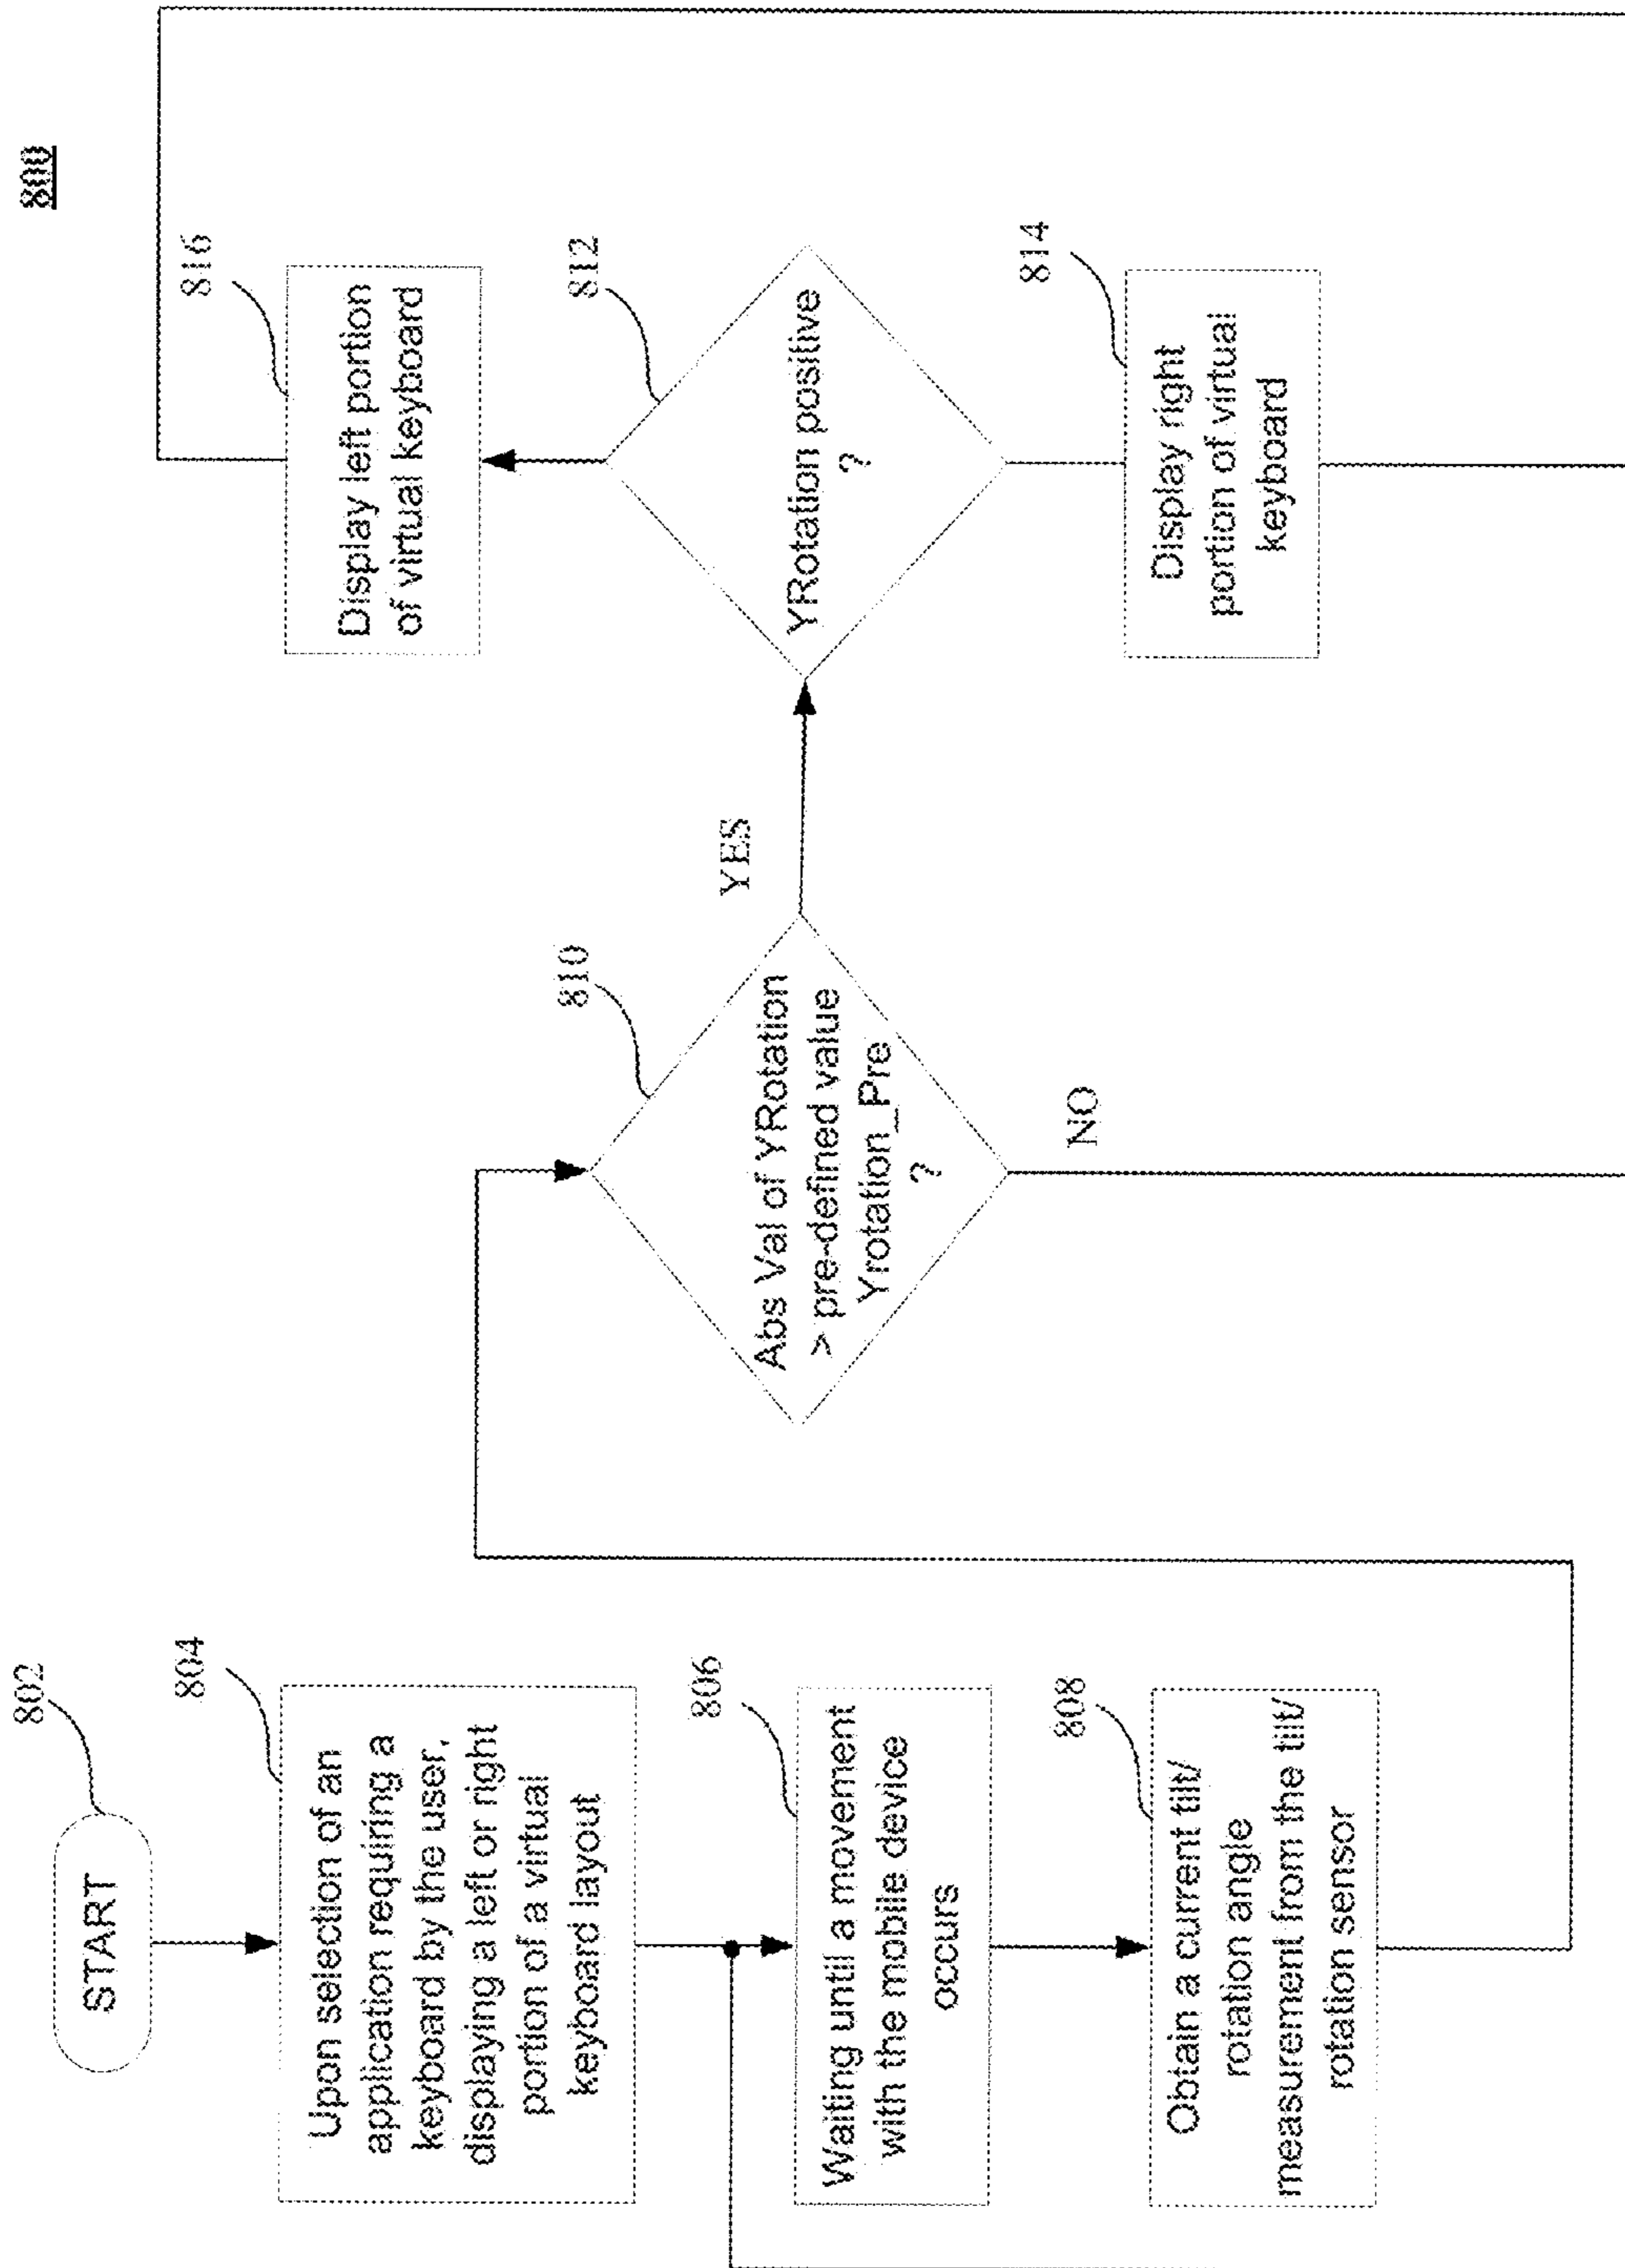 800
802
START
804
Upon selection of an
application requiring a
keyboard by the user,
displaying a left or right
portion of a virtual
keyboard layout
806
Waiting until a movement
with the mobile device
occurs
808
Obtain a current tilt/
rotation angle
measurement from the tilt/
rotation sensor
810
Abs Val of YRotation
> pre-defined value
Yrotation_Pre
?
YES
NO
816
Display left portion
of virtual keyboard
812
YRotation positive
?
814
Display right
portion of virtual
keyboard